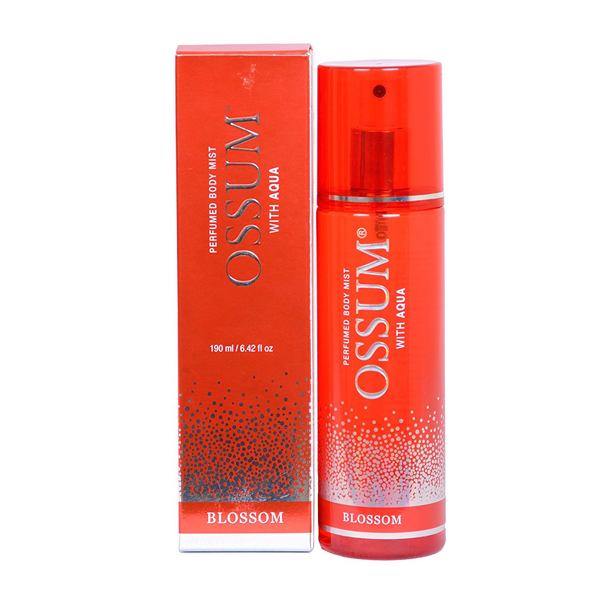 PERFUMED BODY MIST
OSSUM™
WITH AQUA
190 ml / 6.42 fl oz
BLOSSOM
PERFUMED BODY MIST
OSSUM®
WITH AQUA
BLOSSOM